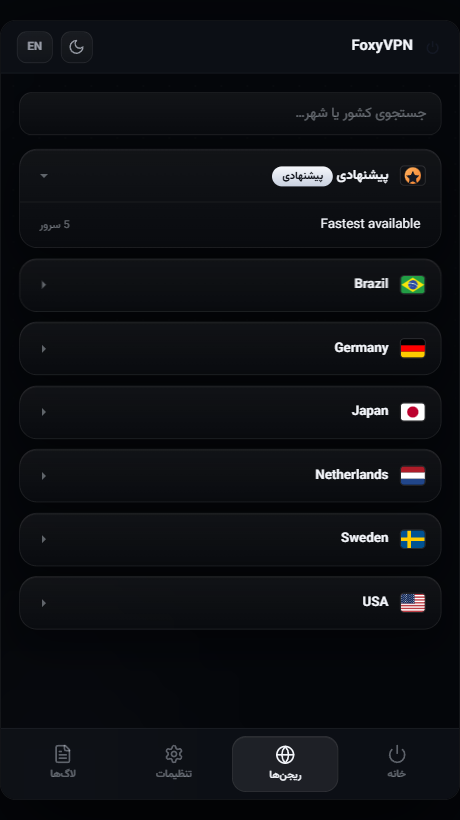 FoxyVPN
EN
جستجوی کشور یا شهر...
پیشنهادی پیشنهادی
Fastest available
5 سرور
Brazil
Germany
Japan
Netherlands
Sweden
USA
خانه
ریجن‌ها
تنظیمات
لاگ‌ها